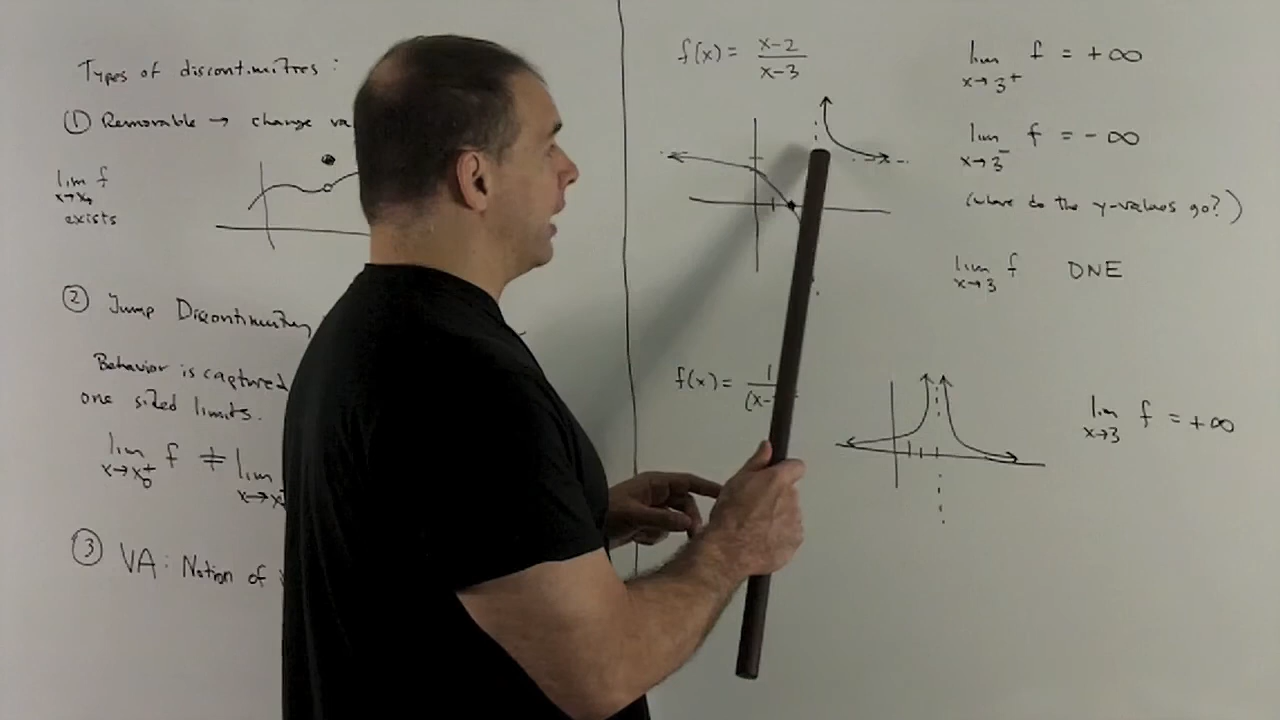 Types of discontinuities:
① Removable → change va
lim f
x→x₀
exists
② Jump Discontinuity
Behavior is captured
one sided limits.
lim f ≠ lim
x→x₀⁺ x→x
③ VA: Notion of
f(x) = x-2
x-3
lim f = +∞
x→3⁺
lim f = -∞
x→3⁻
(where do the y-values go?)
lim f DNE
x→3
f(x) = 1
(x-
lim f = +∞
x→3